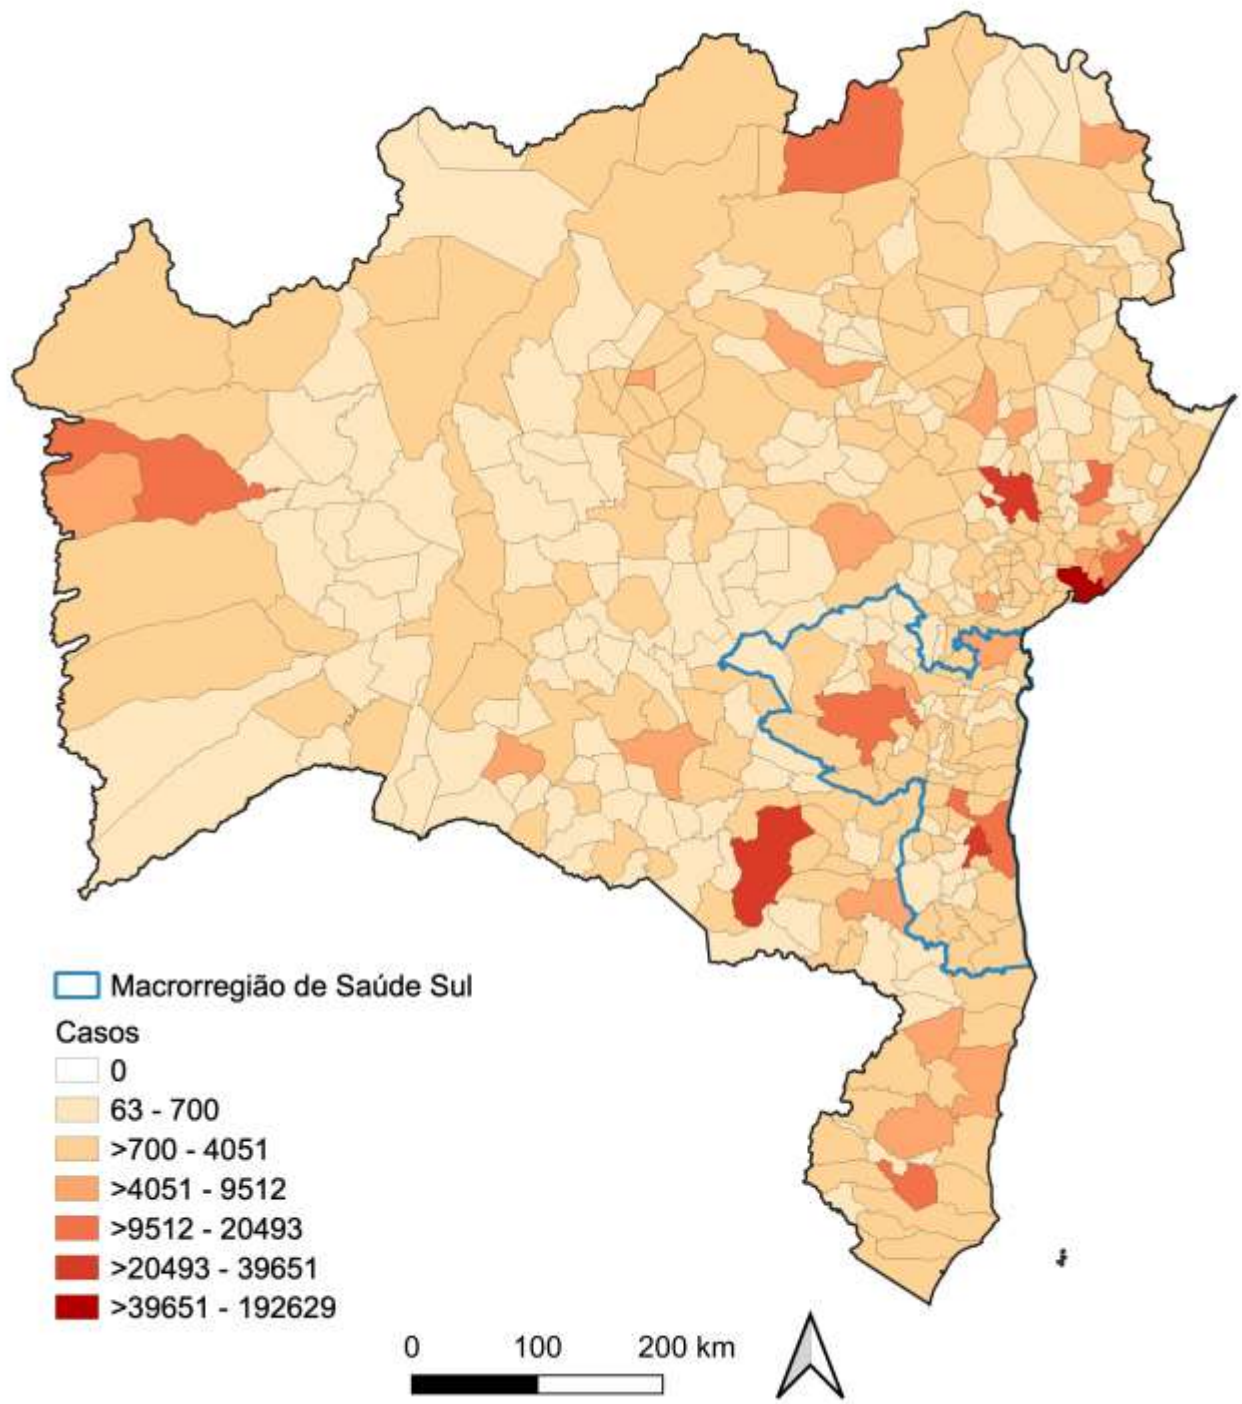 Macrorregião de Saúde Sul
Casos
0
63 - 700
>700 - 4051
>4051 - 9512
>9512 - 20493
>20493 - 39651
>39651 - 192629
0 100 200 km